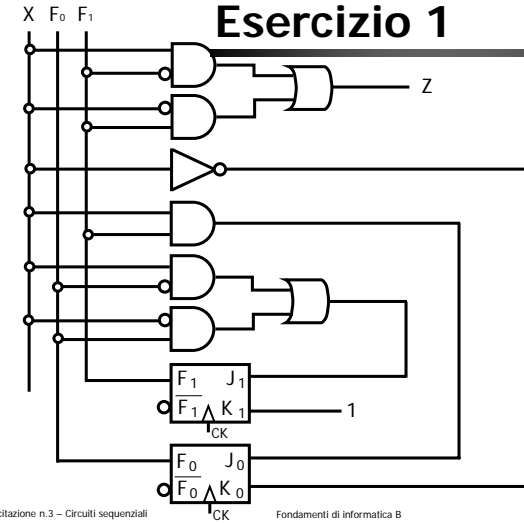 Esercizio 1
X F₀ F₁
Z
F₁ J₁
F₁ K₁ 1
CK
F₀ J₀
F₀ K₀
CK
citazione n.3 – Circuiti sequenziali Fondamenti di informatica B